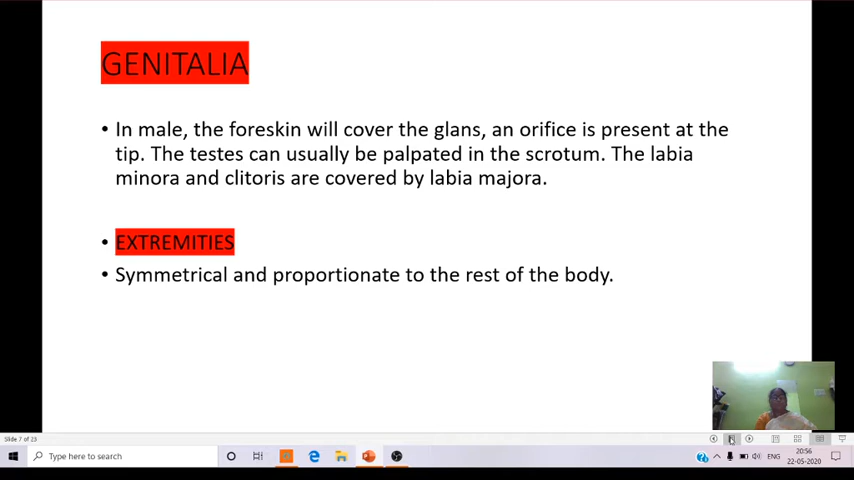 GENITALIA
• In male, the foreskin will cover the glans, an orifice is present at the
tip. The testes can usually be palpated in the scrotum. The labia
minora and clitoris are covered by labia majora.
• EXTREMITIES
• Symmetrical and proportionate to the rest of the body.
Slide 7 of 23
Type here to search
ENG
20:56
22-05-2020